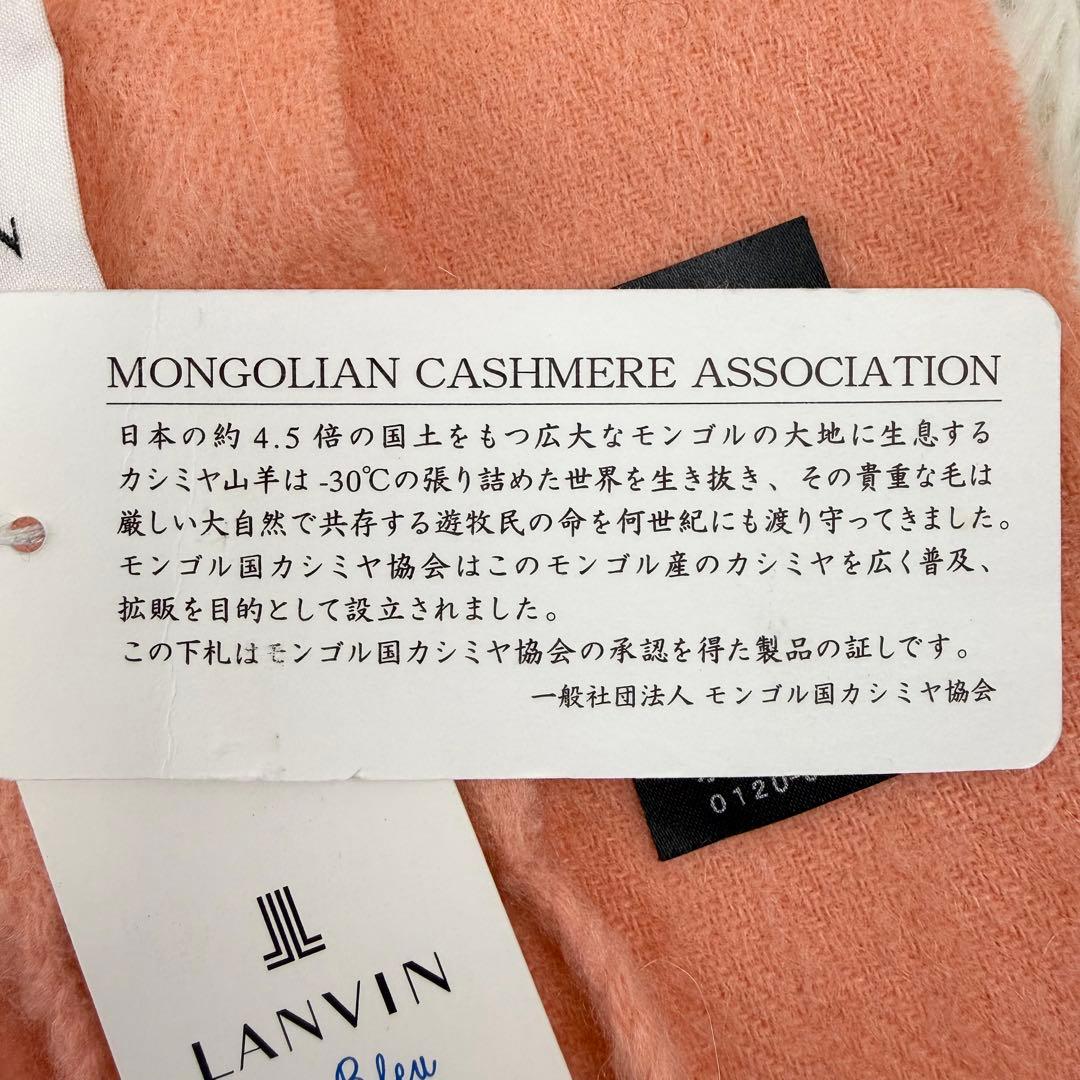 MONGOLIAN CASHMERE ASSOCIATION
日本の約 4.5 倍の国土をもつ広大なモンゴルの大地に生息する
カシミヤ山羊は -30℃の張り詰めた世界を生き抜き、その貴重な毛は
厳しい大自然で共存する遊牧民の命を何世紀にも渡り守ってきました。
モンゴル国カシミヤ協会はこのモンゴル産のカシミヤを広く普及、
拡販を目的として設立されました。
この下札はモンゴル国カシミヤ協会の承認を得た製品の証しです。
一般社団法人 モンゴル国カシミヤ協会
0120-
LANVIN
Bleu